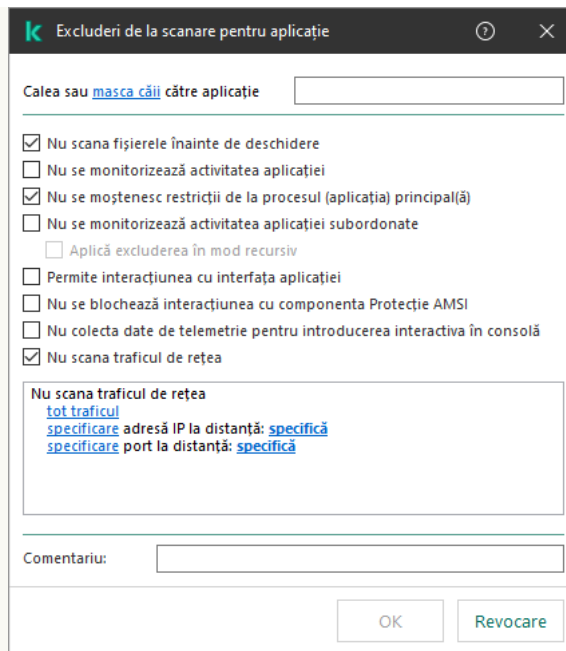 Excluderi de la scanare pentru aplicație
Calea sau masca căii către aplicație
Nu scana fișierele înainte de deschidere
Nu se monitorizează activitatea aplicației
Nu se moștenesc restricții de la procesul (aplicația) principal(ă)
Nu se monitorizează activitatea aplicației subordonate
Aplică excluderea în mod recursiv
Permite interacțiunea cu interfața aplicației
Nu se blochează interacțiunea cu componenta Protecție AMSI
Nu colecta date de telemetrie pentru introducerea interactiva în consolă
Nu scana traficul de rețea
Nu scana traficul de rețea
tot traficul
specificare adresă IP la distanță: specifică
specificare port la distanță: specifică
Comentariu:
OK Revocare